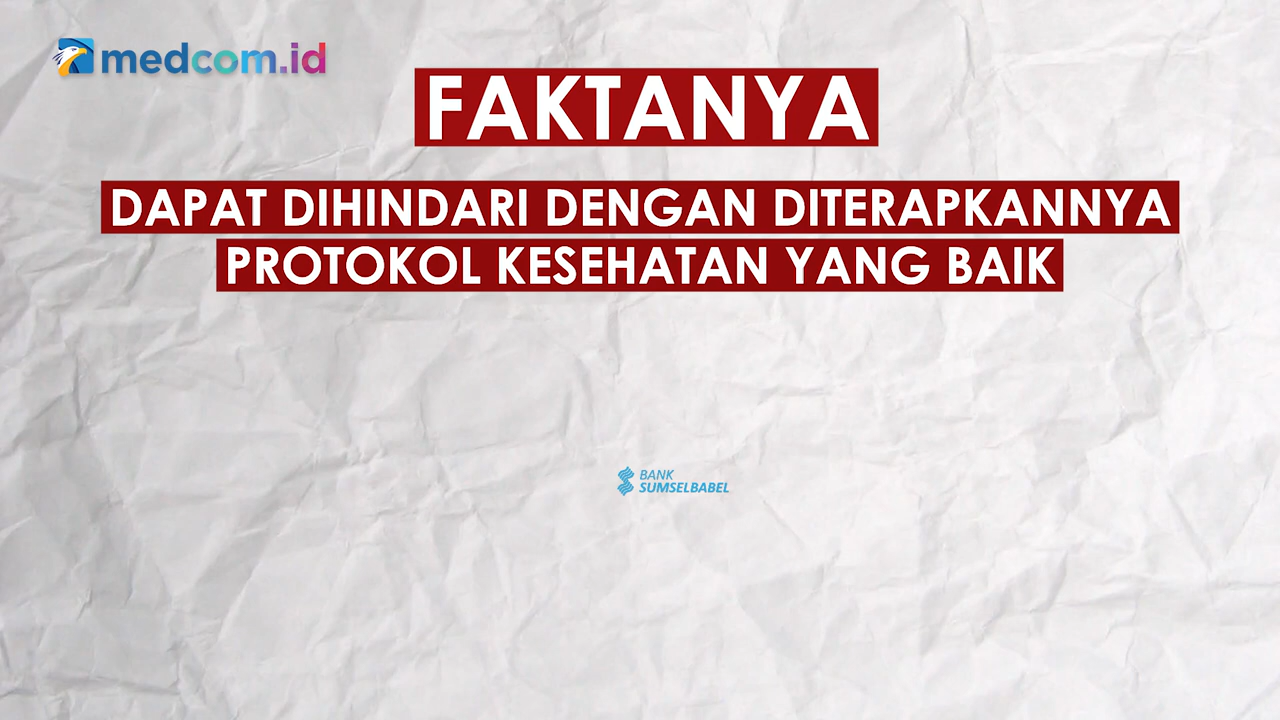 medcom.id
FAKTANYA
DAPAT DIHINDARI DENGAN DITERAPKANNYA
PROTOKOL KESEHATAN YANG BAIK
BANK
SUMSELBABEL